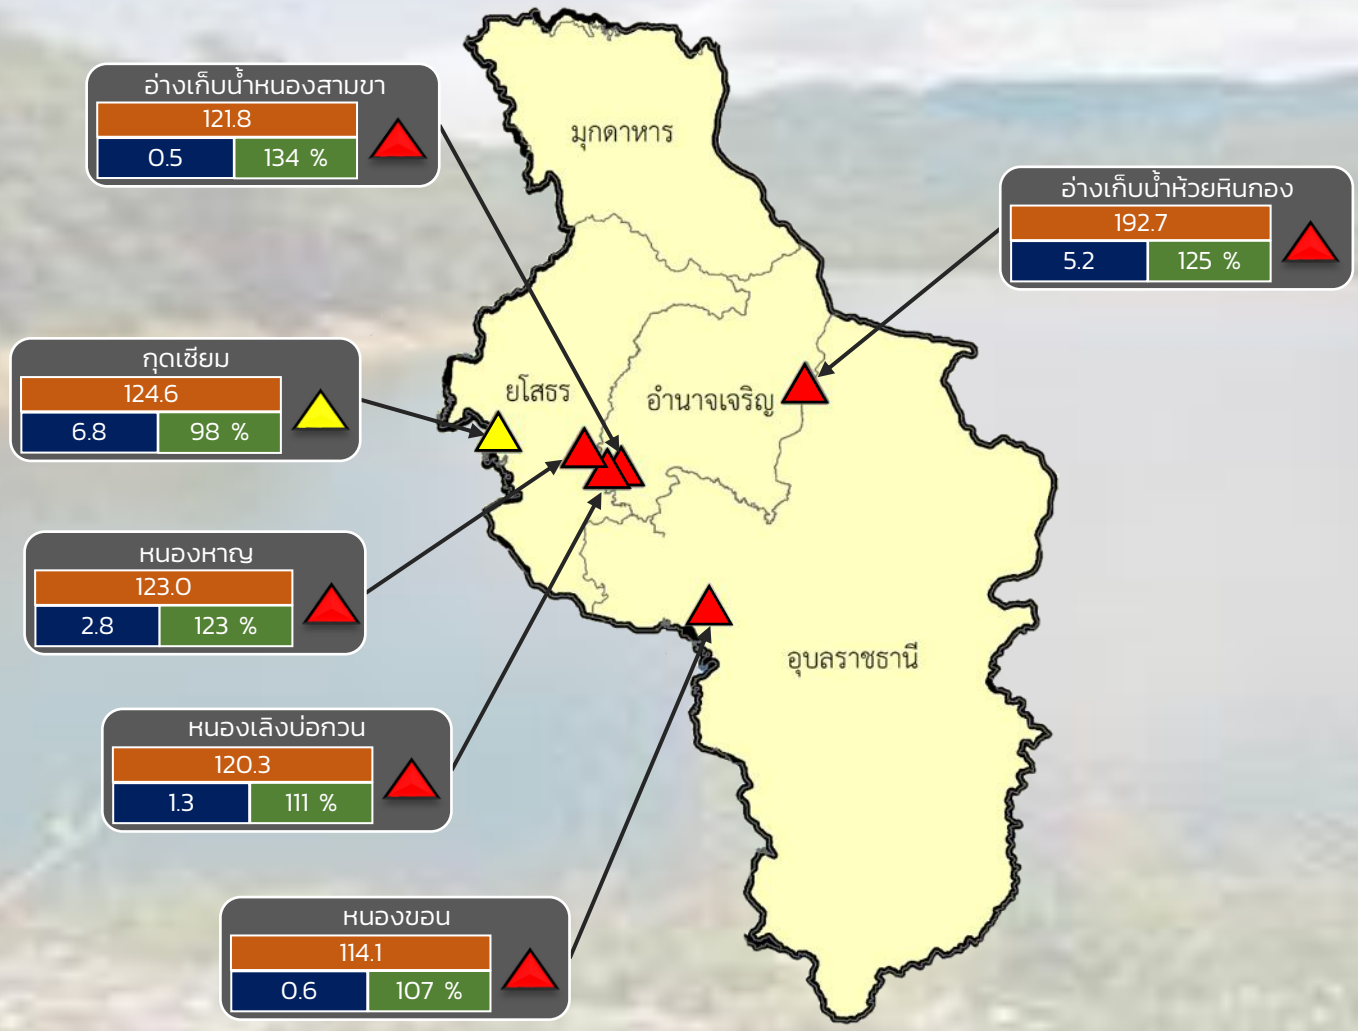 อ่างเก็บน้ำหนองสามขา
121.8
0.5 134 %
มุกดาหาร
อ่างเก็บน้ำห้วยหินกอง
192.7
5.2 125 %
กุดเซียม
124.6
6.8 98 %
ยโสธร
อำนาจเจริญ
หนองหาญ
123.0
2.8 123 %
อุบลราชธานี
หนองเลิงบ่อกวน
120.3
1.3 111 %
หนองขอน
114.1
0.6 107 %